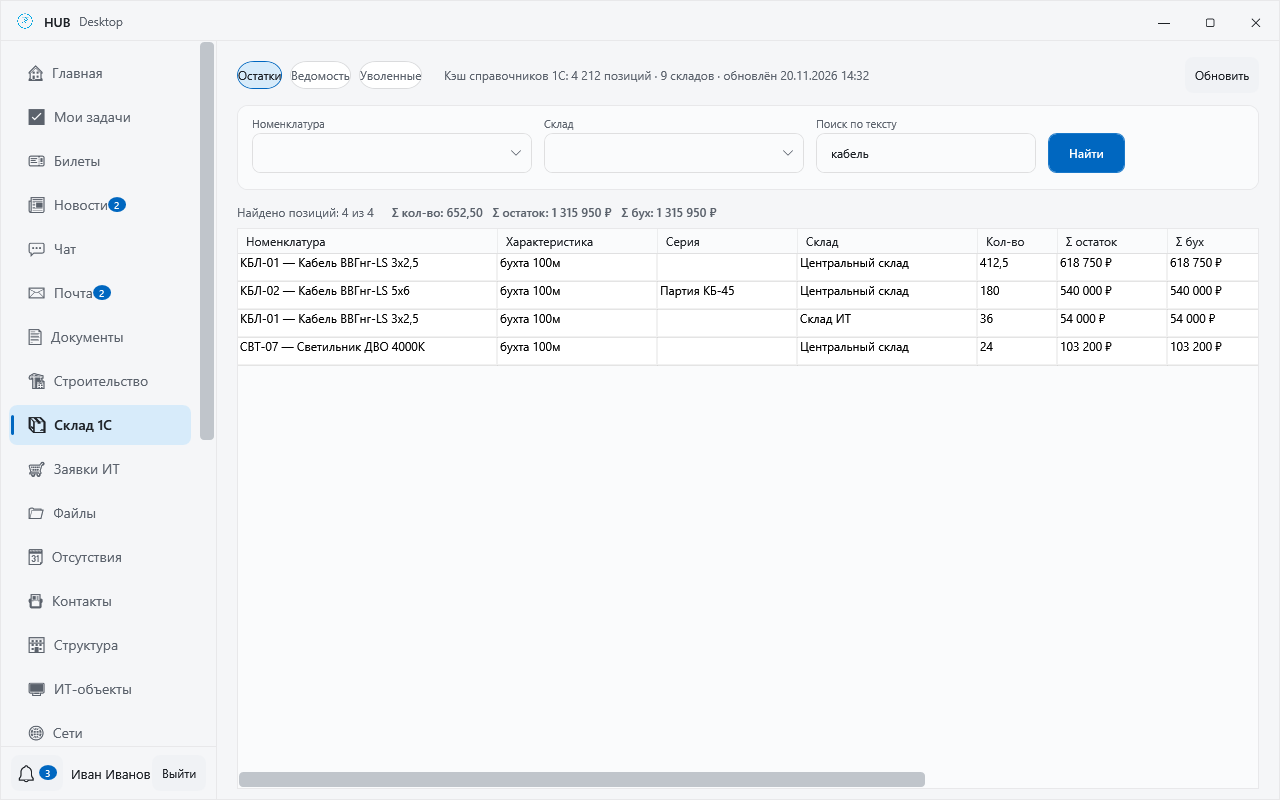 HUB Desktop
Главная
Мои задачи
Билеты
Новости 2
Чат
Почта 2
Документы
Строительство
Склад 1С
Заявки ИТ
Файлы
Отсутствия
Контакты
Структура
ИТ-объекты
Сети
3 Иван Иванов Выйти
Остатки Ведомость Уволенные Кэш справочников 1С: 4 212 позиций · 9 складов · обновлён 20.11.2026 14:32 Обновить
Номенклатура Склад Поиск по тексту
кабель Найти
Найдено позиций: 4 из 4 Σ кол-во: 652,50 Σ остаток: 1 315 950 ₽ Σ бух: 1 315 950 ₽
Номенклатура Характеристика Серия Склад Кол-во Σ остаток Σ бух
КБЛ-01 — Кабель ВВГнг-LS 3х2,5 бухта 100м Центральный склад 412,5 618 750 ₽ 618 750 ₽
КБЛ-02 — Кабель ВВГнг-LS 5х6 бухта 100м Партия КБ-45 Центральный склад 180 540 000 ₽ 540 000 ₽
КБЛ-01 — Кабель ВВГнг-LS 3х2,5 бухта 100м Склад ИТ 36 54 000 ₽ 54 000 ₽
СВТ-07 — Светильник ДВО 4000К бухта 100м Центральный склад 24 103 200 ₽ 103 200 ₽